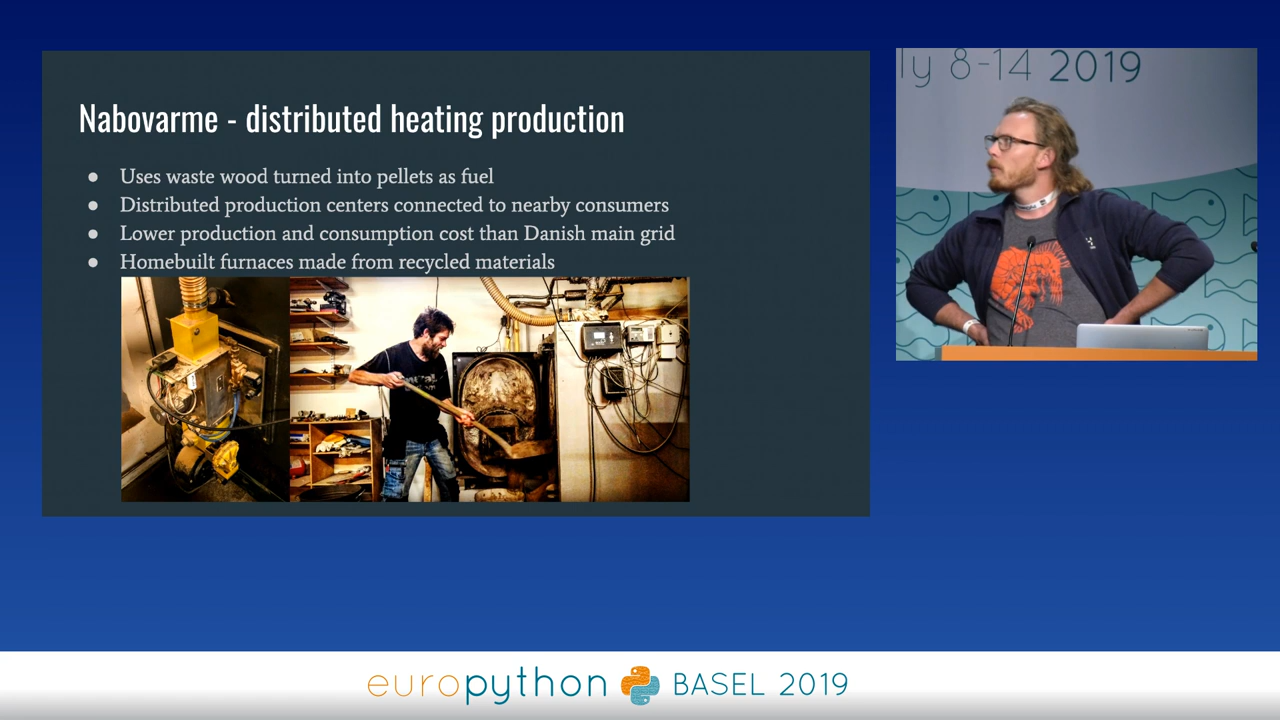 Nabovarme - distributed heating production
● Uses waste wood turned into pellets as fuel
● Distributed production centers connected to nearby consumers
● Lower production and consumption cost than Danish main grid
● Homebuilt furnaces made from recycled materials
ly 8-14 2019
europython BASEL 2019